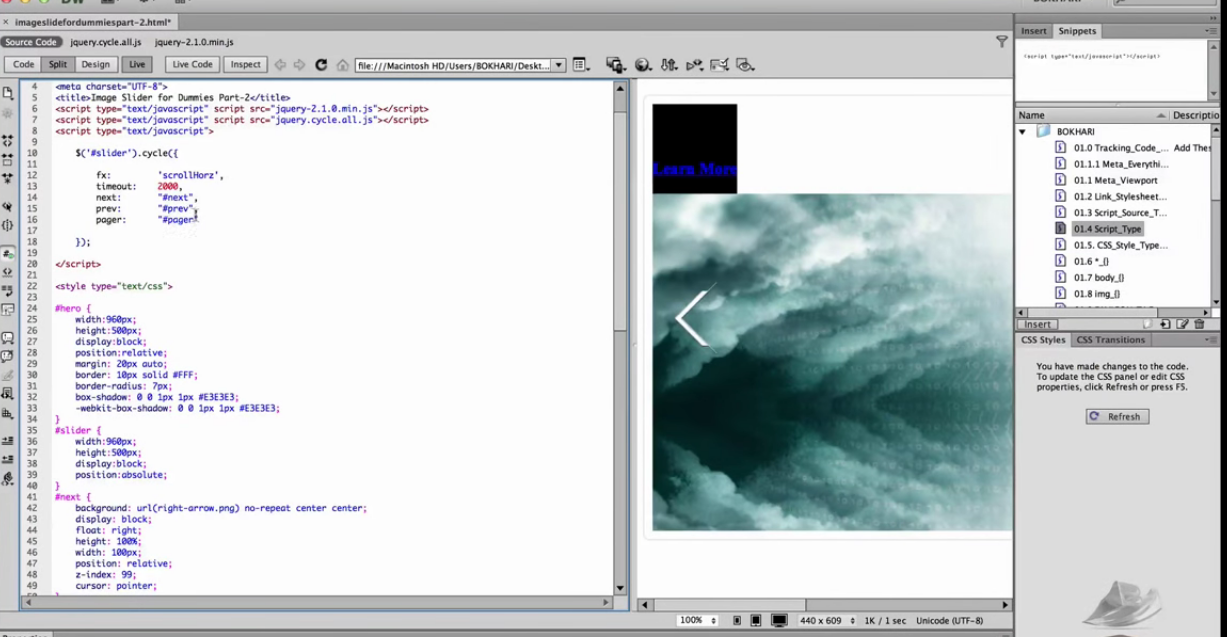 DW
BOKHARI
× imageslidefordummiespart-2.html*
Source Code jquery.cycle.all.js jquery-2.1.0.min.js
Code Split Design Live Live Code Inspect file:///Macintosh HD/Users/BOKHARI/Deskt...
4 <meta charset="UTF-8">
5 <title>Image Slider for Dummies Part-2</title>
6 <script type="text/javascript" script src="jquery-2.1.0.min.js"></script>
7 <script type="text/javascript" script src="jquery.cycle.all.js"></script>
8 <script type="text/javascript">
9
10 $('#slider').cycle({
11
12 fx: 'scrollHorz',
13 timeout: 2000,
14 next: "#next",
15 prev: "#prev",
16 pager: "#pager"
17
18 });
19
20 </script>
21
22 <style type="text/css">
23
24 #hero {
25 width:960px;
26 height:500px;
27 display:block;
28 position:relative;
29 margin: 20px auto;
30 border: 10px solid #FFF;
31 border-radius: 7px;
32 box-shadow: 0 0 1px 1px #E3E3E3;
33 -webkit-box-shadow: 0 0 1px 1px #E3E3E3;
34 }
35 #slider {
36 width:960px;
37 height:500px;
38 display:block;
39 position:absolute;
40 }
41 #next {
42 background: url(right-arrow.png) no-repeat center center;
43 display: block;
44 float: right;
45 height: 100%;
46 width: 100px;
47 position: relative;
48 z-index: 99;
49 cursor: pointer;
Learn More
100% 440 x 609 1K / 1 sec Unicode (UTF-8)
Insert Snippets
<script type="text/javascript"></script>
Name Descriptio
BOKHARI
01.0 Tracking_Code_... Add Thes
01.1.1 Meta_Everythi...
01.1 Meta_Viewport
01.2 Link_Stylesheet...
01.3 Script_Source_T...
01.4 Script_Type
01.5. CSS_Style_Type...
01.6 *_{}
01.7 body_{}
01.8 img_{}
Insert
CSS Styles CSS Transitions
You have made changes to the code.
To update the CSS panel or edit CSS
properties, click Refresh or press F5.
Refresh